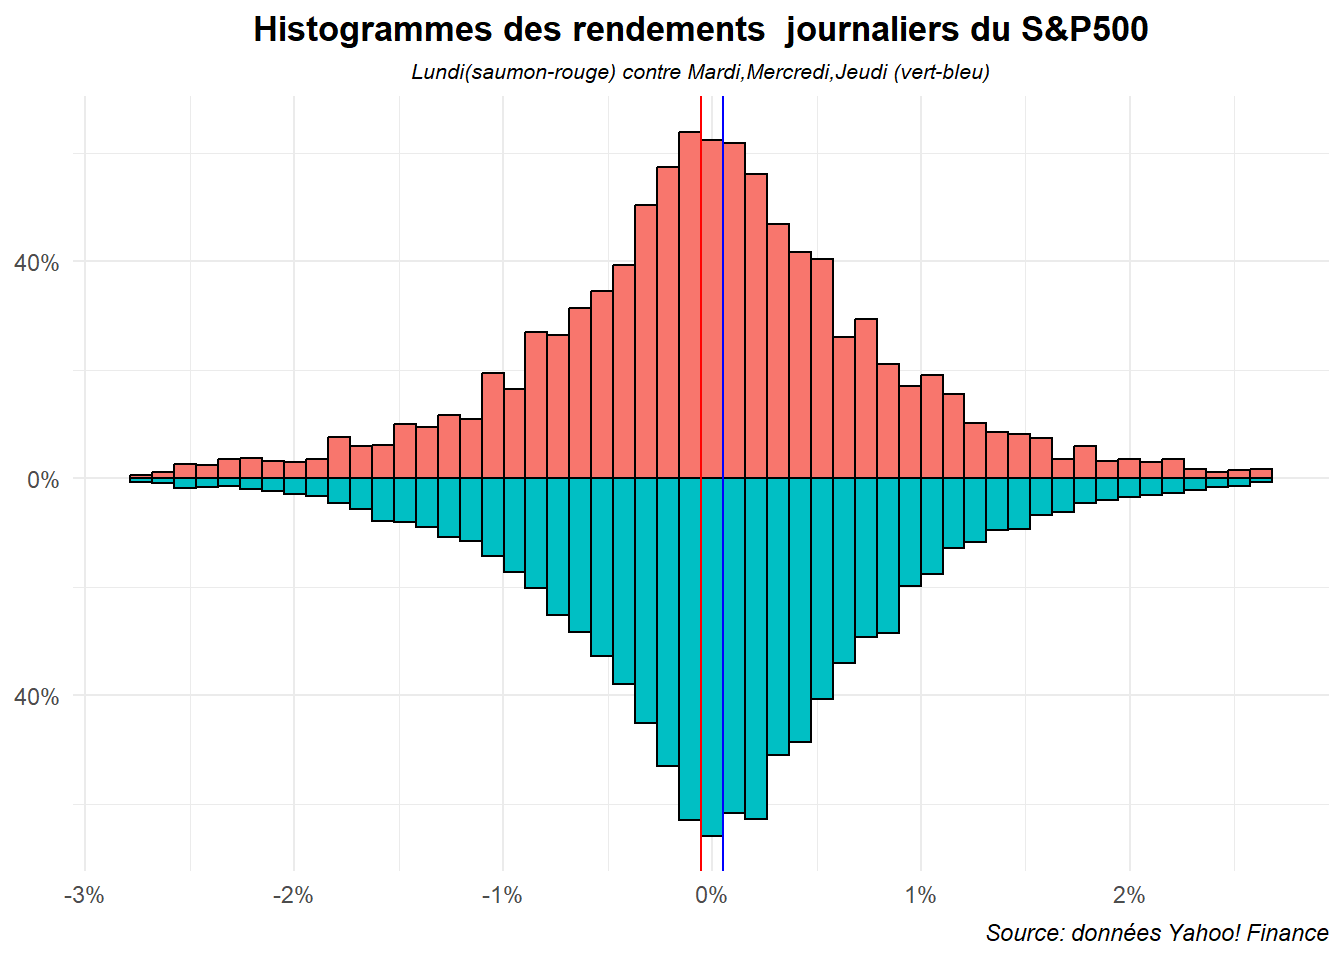 Histogrammes des rendements  journaliers du S&P500
Lundi(saumon-rouge) contre Mardi,Mercredi,Jeudi (vert-bleu)
40%
0%
40%
-3% -2% -1% 0% 1% 2%
Source: données Yahoo! Finance